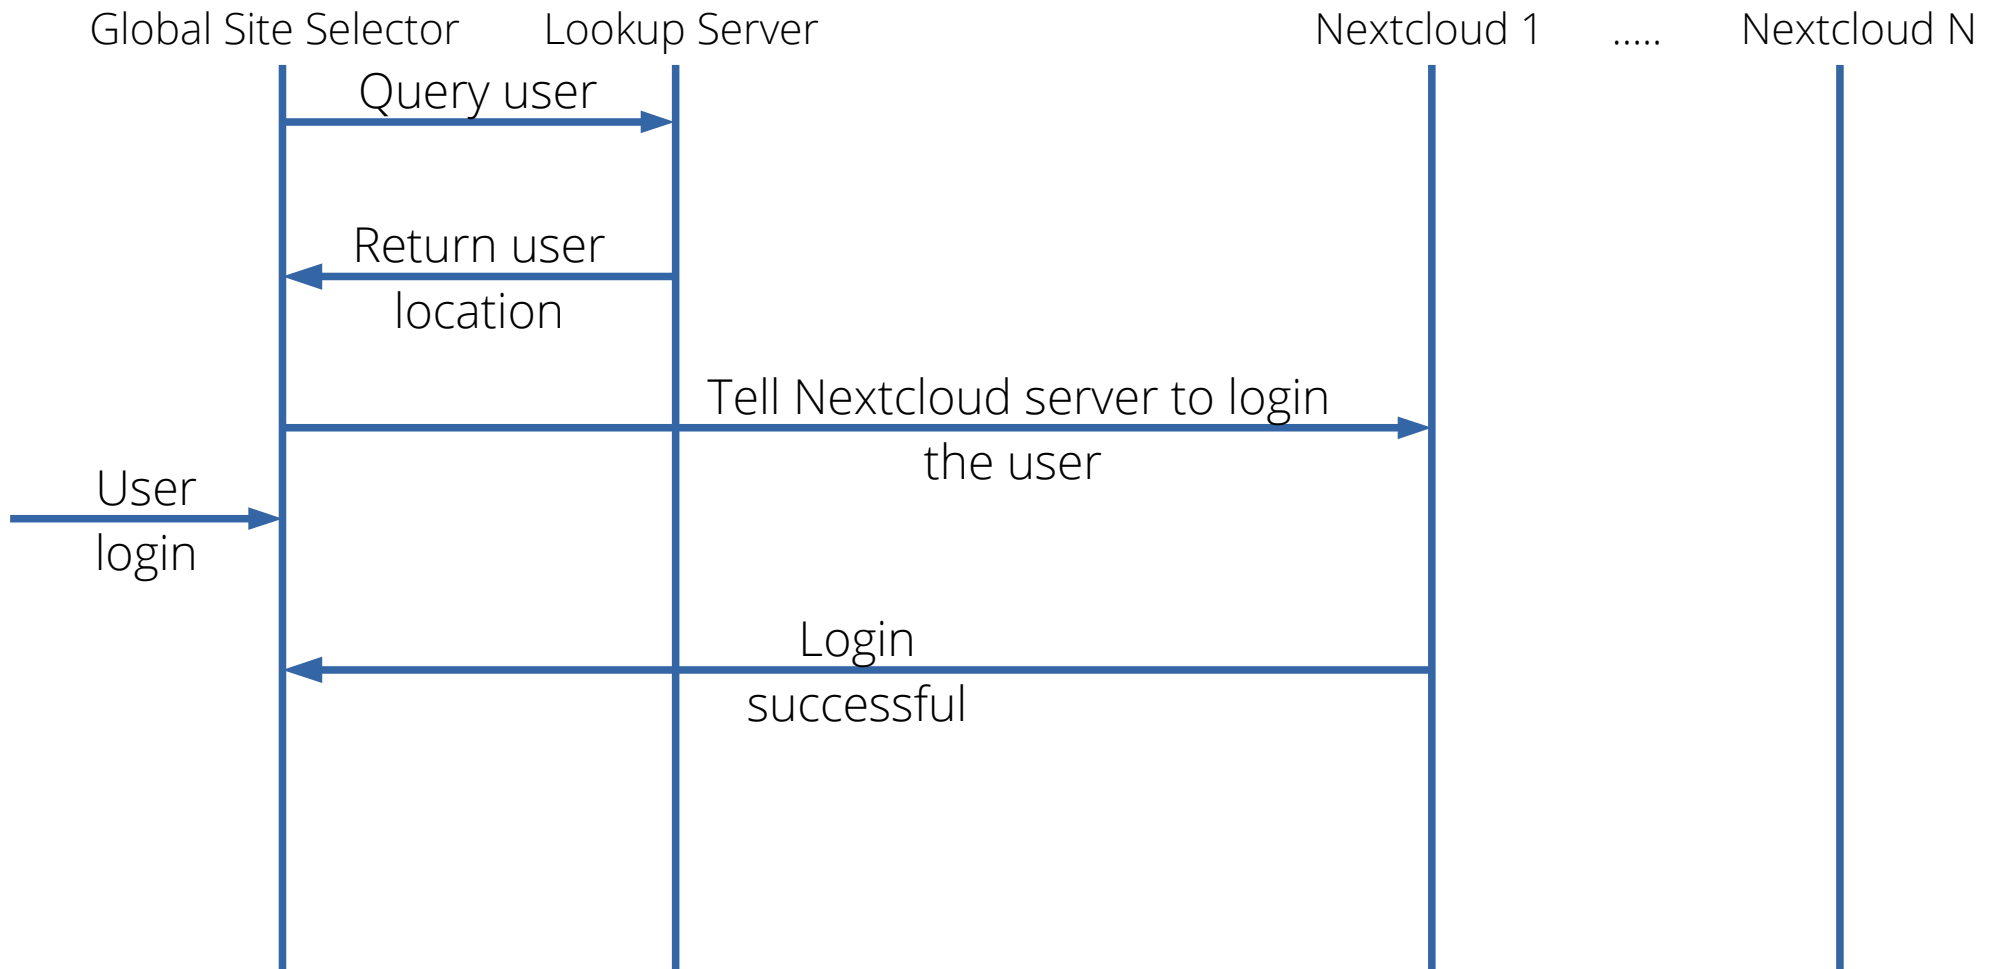 Global Site Selector
Lookup Server
Nextcloud 1
.....
Nextcloud N
Query user
Return user
location
Tell Nextcloud server to login
the user
User
login
Login
successful